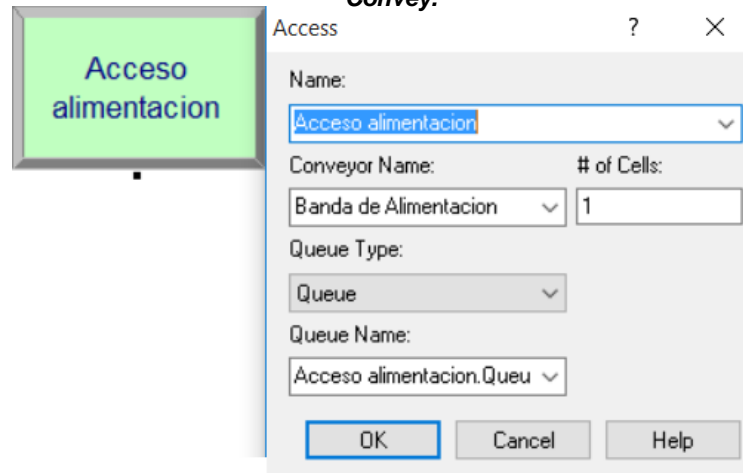 Convey.
Acceso
alimentacion
Access ? ×
Name:
Acceso alimentacion
Conveyor Name: # of Cells:
Banda de Alimentacion 1
Queue Type:
Queue
Queue Name:
Acceso alimentacion.Queu
OK Cancel Help